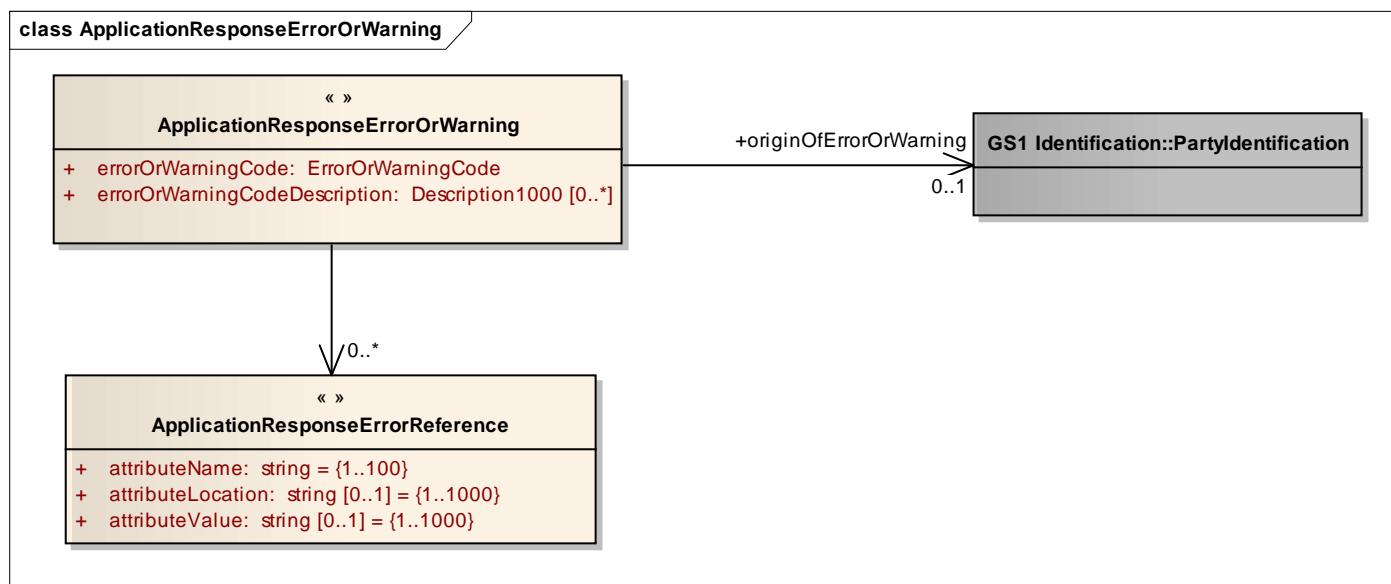 class ApplicationResponseErrorOrWarning
« »
ApplicationResponseErrorOrWarning
+ errorOrWarningCode: ErrorOrWarningCode
+ errorOrWarningCodeDescription: Description1000 [0..*]
+originOfErrorOrWarning
0..1
GS1 Identification::PartyIdentification
0..*
« »
ApplicationResponseErrorReference
+ attributeName: string = {1..100}
+ attributeLocation: string [0..1] = {1..1000}
+ attributeValue: string [0..1] = {1..1000}